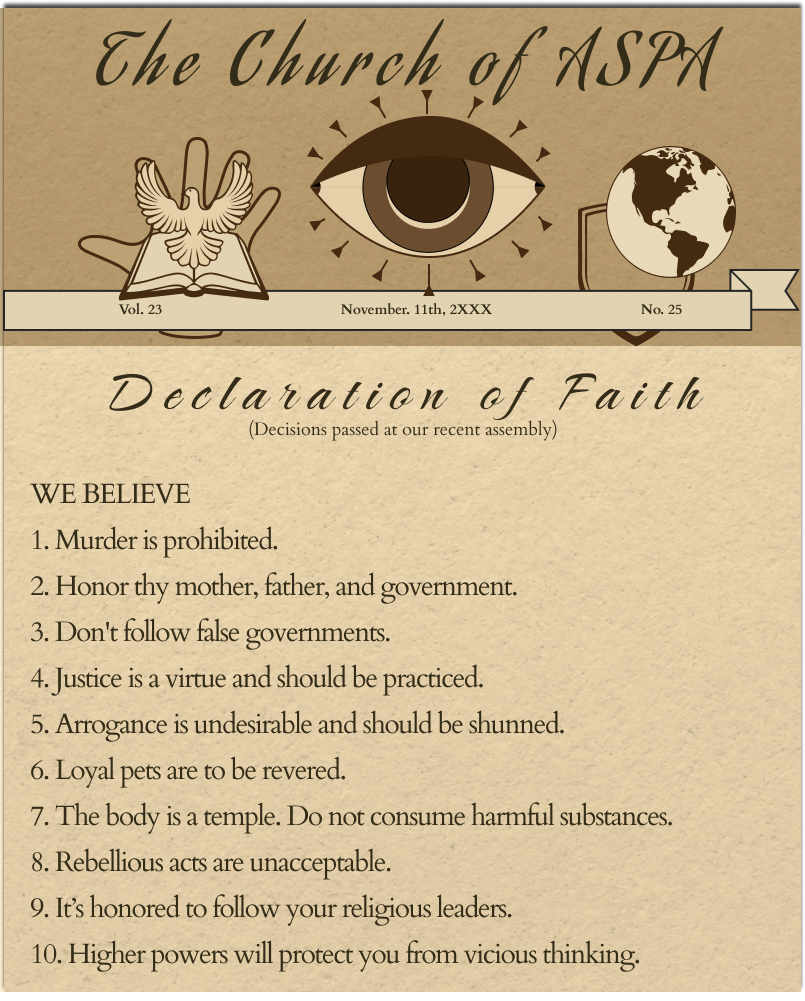 The Church of ASPA
Vol. 23
November. 11th, 2XXX
No. 25
Declaration of Faith
(Decisions passed at our recent assembly)
WE BELIEVE
1. Murder is prohibited.
2. Honor thy mother, father, and government.
3. Don't follow false governments.
4. Justice is a virtue and should be practiced.
5. Arrogance is undesirable and should be shunned.
6. Loyal pets are to be revered.
7. The body is a temple. Do not consume harmful substances.
8. Rebellious acts are unacceptable.
9. It’s honored to follow your religious leaders.
10. Higher powers will protect you from vicious thinking.